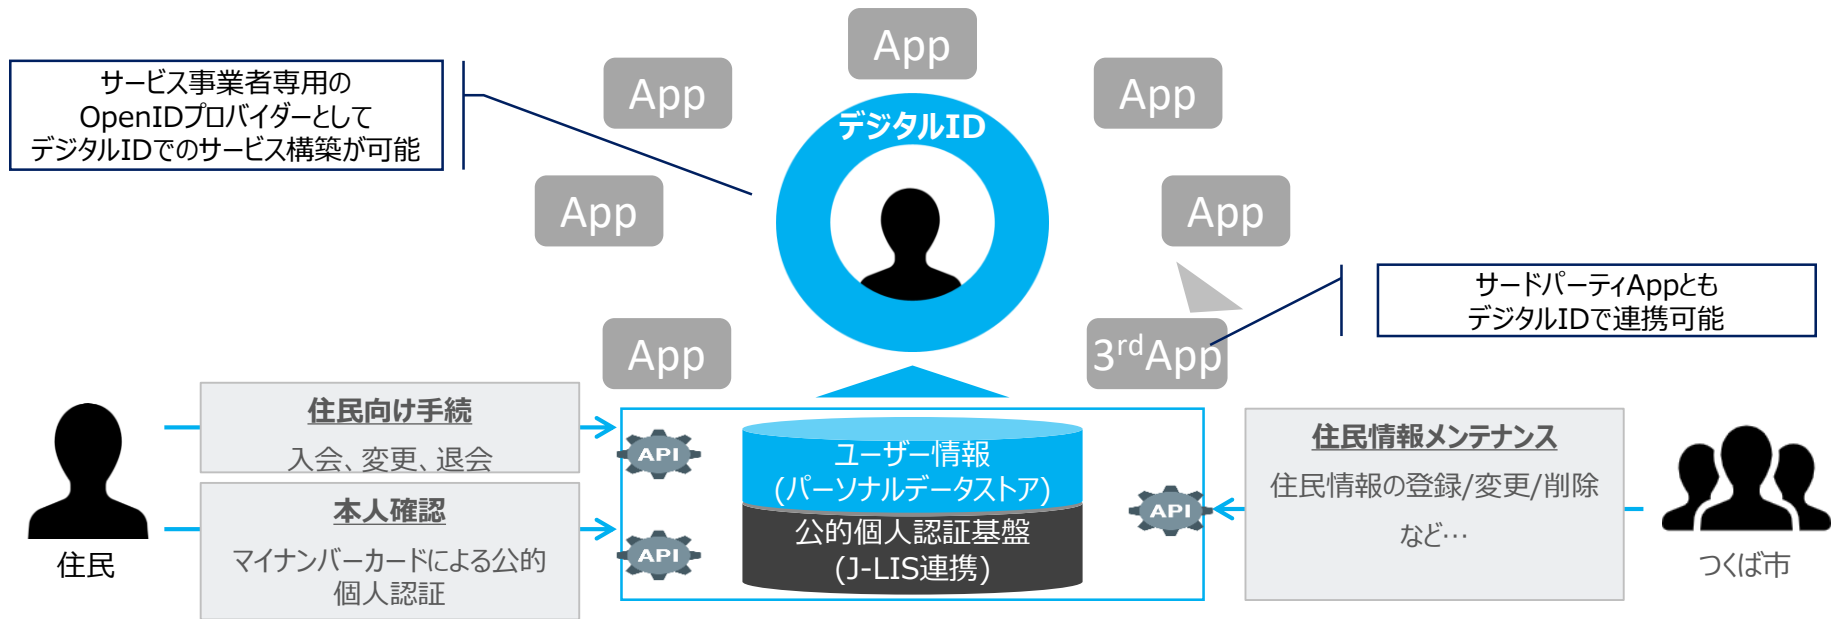 App
App
App
サービス事業者専用の
OpenIDプロバイダーとして
デジタルIDでのサービス構築が可能
デジタルID
App
App
サードパーティAppとも
デジタルIDで連携可能
App
3rdApp
住民向け手続
入会、変更、退会
本人確認
マイナンバーカードによる公的
個人認証
住民
API
API
ユーザー情報
(パーソナルデータストア)
公的個人認証基盤
(J-LIS連携)
API
住民情報メンテナンス
住民情報の登録/変更/削除
など…
つくば市